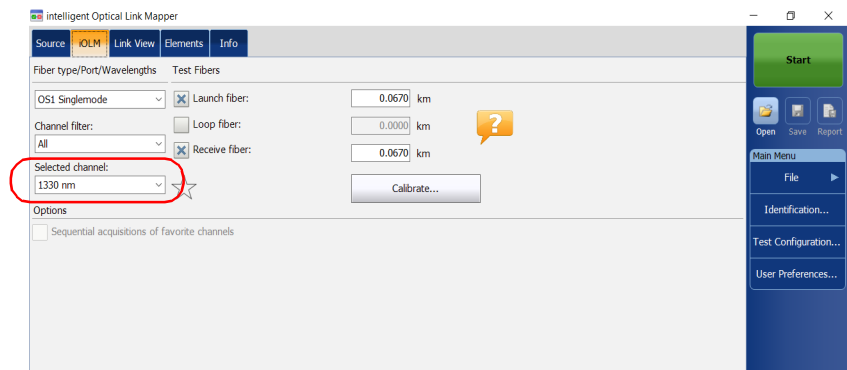 intelligent Optical Link Mapper
Source iOLM Link View Elements Info
Fiber type/Port/Wavelengths Test Fibers
OS1 Singlemode
Launch fiber: 0.0670 km
Channel filter:
Loop fiber: 0.0000 km
All
Receive fiber: 0.0670 km
Selected channel:
1330 nm
Calibrate...
?
Options
Sequential acquisitions of favorite channels
Start
Open Save Report
Main Menu
File
Identification...
Test Configuration...
User Preferences...